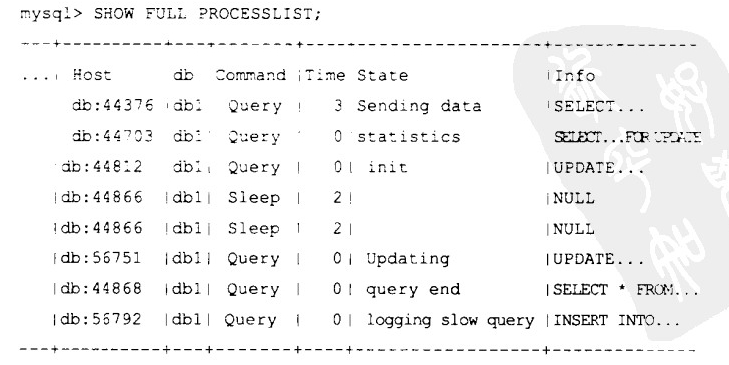 mysql> SHOW FULL PROCESSLIST;
---+-----------+---+--------+----+-------------------+--------------
....| Host db Command |Time State |Info
db:44376 |db1 Query | 3 Sending data |SELECT...
db:44703 db1 Query | 0 statistics SELECT...FOR UPDATE
db:44812 db1| Query | 0| init |UPDATE...
|db:44866 |db1| Sleep | 2| |NULL
|db:44866 |db1| Sleep | 2| |NULL
|db:56751 |db1| Query | 0| Updating |UPDATE...
|db:44868 |db1| Query | 0| query end |SELECT * FROM...
|db:56792 |db1| Query | 0| logging slow query |INSERT INTO...
---+-----------+---+--------+----+-------------------+--------------